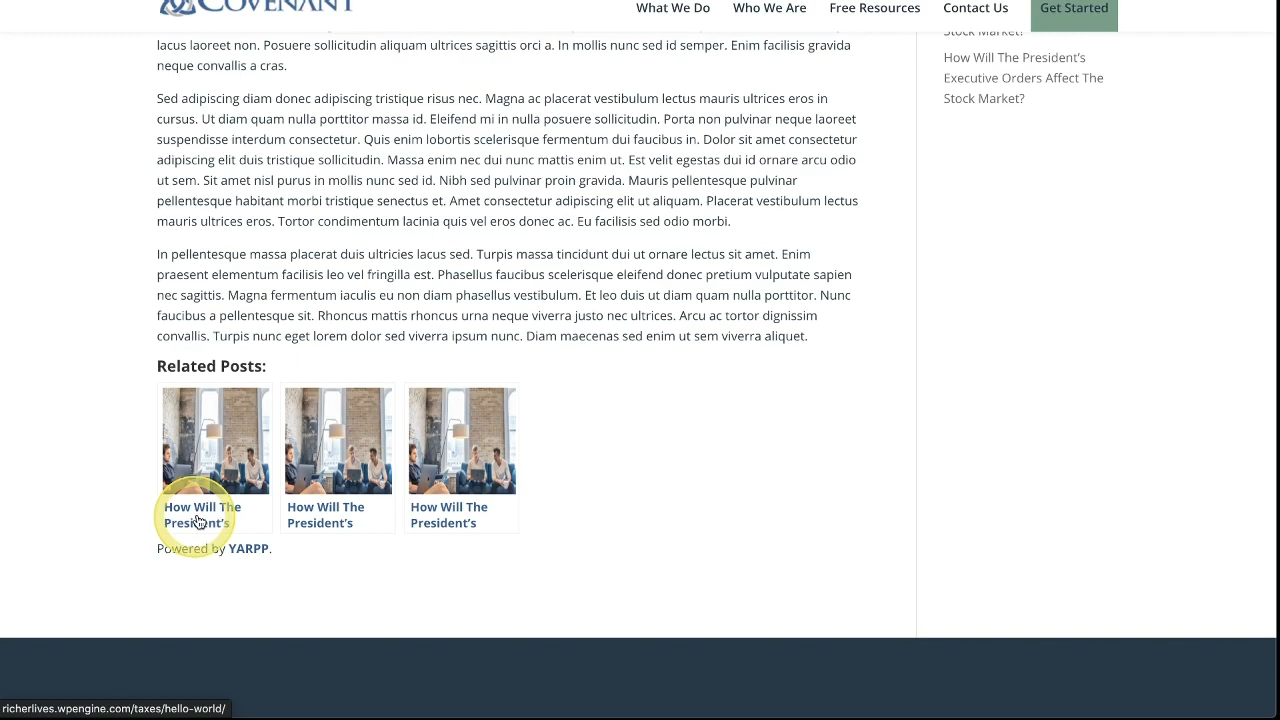 COVENANT
What We Do
Who We Are
Free Resources
Contact Us
Get Started
lacus laoreet non. Posuere sollicitudin aliquam ultrices sagittis orci a. In mollis nunc sed id semper. Enim facilisis gravida
neque convallis a cras.
Sed adipiscing diam donec adipiscing tristique risus nec. Magna ac placerat vestibulum lectus mauris ultrices eros in
cursus. Ut diam quam nulla porttitor massa id. Eleifend mi in nulla posuere sollicitudin. Porta non pulvinar neque laoreet
suspendisse interdum consectetur. Quis enim lobortis scelerisque fermentum dui faucibus in. Dolor sit amet consectetur
adipiscing elit duis tristique sollicitudin. Massa enim nec dui nunc mattis enim ut. Est velit egestas dui id ornare arcu odio
ut sem. Sit amet nisl purus in mollis nunc sed id. Nibh sed pulvinar proin gravida. Mauris pellentesque pulvinar
pellentesque habitant morbi tristique senectus et. Amet consectetur adipiscing elit ut aliquam. Placerat vestibulum lectus
mauris ultrices eros. Tortor condimentum lacinia quis vel eros donec ac. Eu facilisis sed odio morbi.
In pellentesque massa placerat duis ultricies lacus sed. Turpis massa tincidunt dui ut ornare lectus sit amet. Enim
praesent elementum facilisis leo vel fringilla est. Phasellus faucibus scelerisque eleifend donec pretium vulputate sapien
nec sagittis. Magna fermentum iaculis eu non diam phasellus vestibulum. Et leo duis ut diam quam nulla porttitor. Nunc
faucibus a pellentesque sit. Rhoncus mattis rhoncus urna neque viverra justo nec ultrices. Arcu ac tortor dignissim
convallis. Turpis nunc eget lorem dolor sed viverra ipsum nunc. Diam maecenas sed enim ut sem viverra aliquet.
Related Posts:
How Will The
President's
How Will The
President's
How Will The
President's
Powered by YARPP.
Stock Market?
How Will The President's
Executive Orders Affect The
Stock Market?
richerlives.wpengine.com/taxes/hello-world/